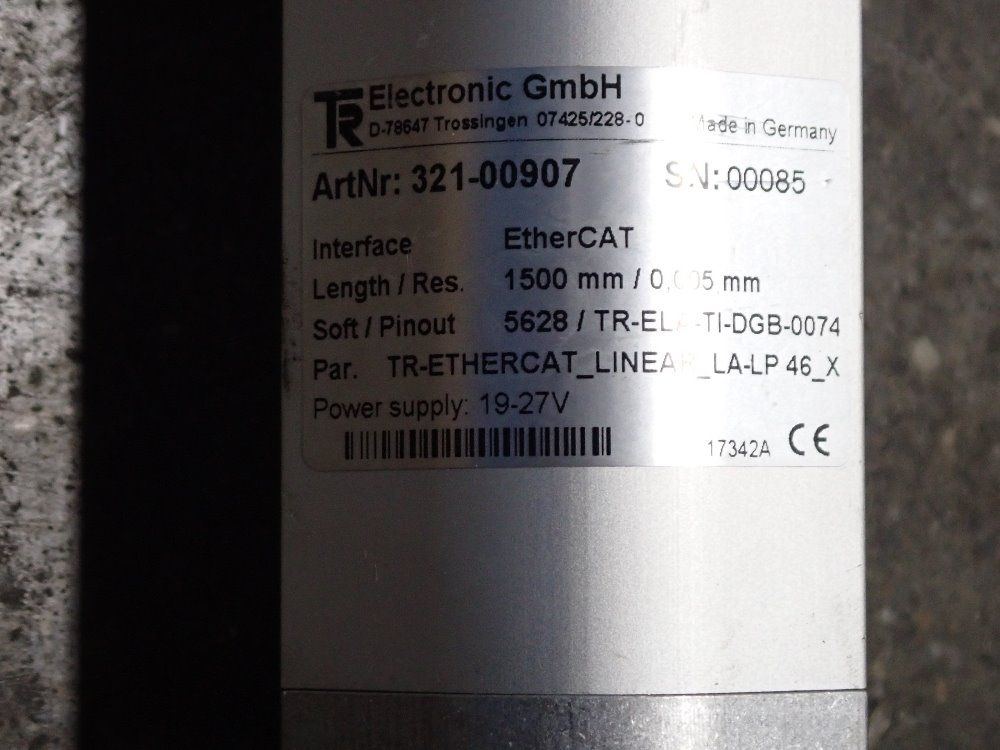 TR Electronic GmbH
D-78647 Trossingen 07425/228-0 Made in Germany
ArtNr: 321-00907 S.N: 00085
Interface EtherCAT
Length / Res. 1500 mm / 0,005 mm
Soft / Pinout 5628 / TR-ELA-TI-DGB-0074
Par. TR-ETHERCAT_LINEAR_LA-LP 46_X
Power supply: 19-27V
17342A CE